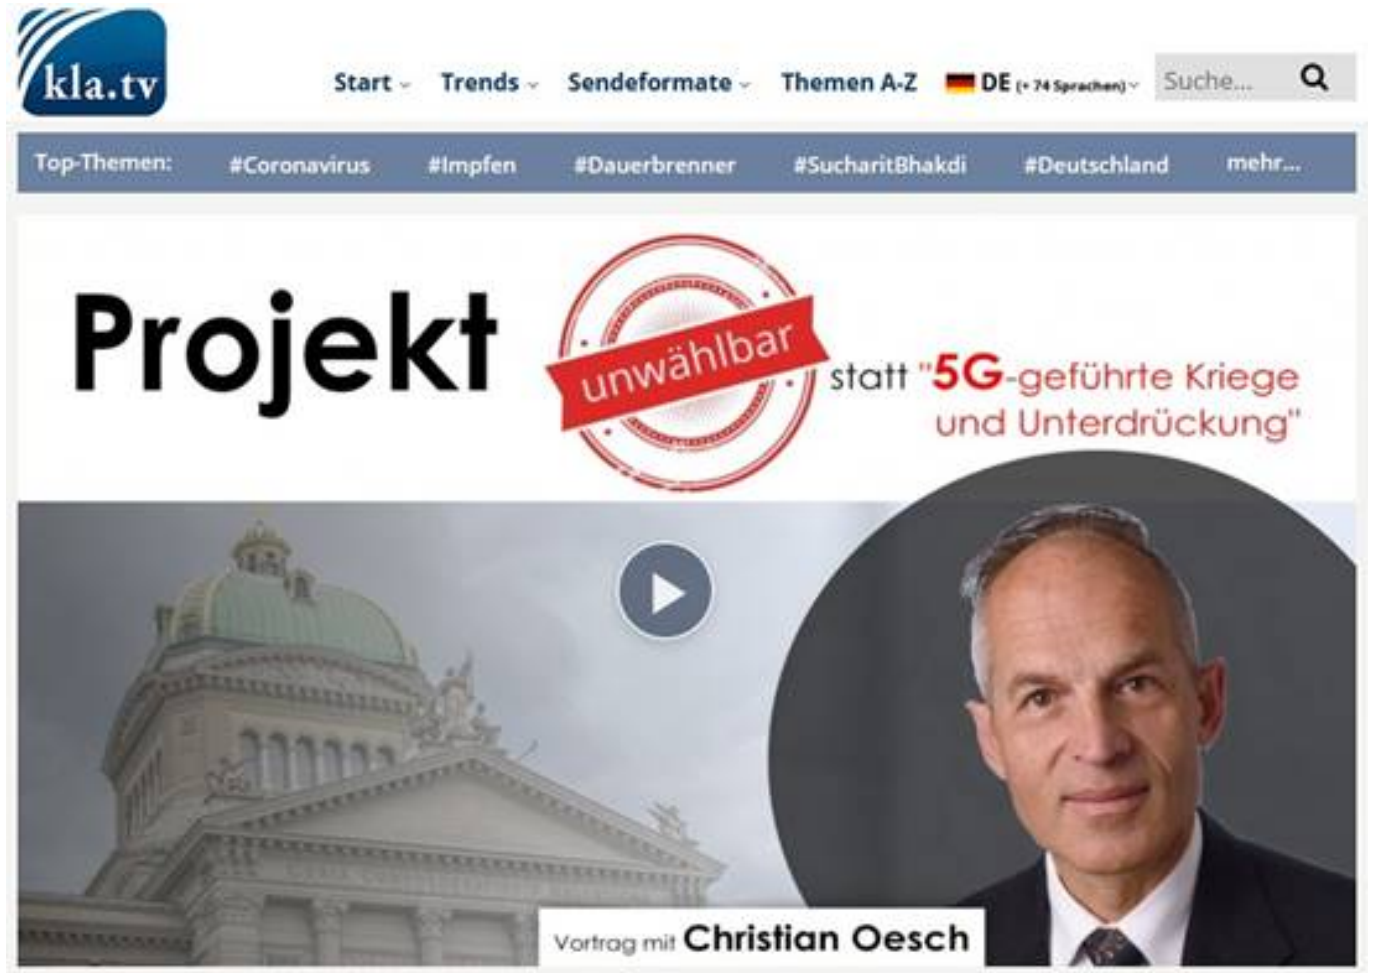 kla.tv
Start Trends Sendeformate Themen A-Z DE (+ 74 Sprachen) Suche...
Top-Themen: #Coronavirus #Impfen #Dauerbrenner #SucharitBhakdi #Deutschland mehr...
Projekt
unwählbar
statt "5G-geführte Kriege
und Unterdrückung"
Vortrag mit Christian Oesch